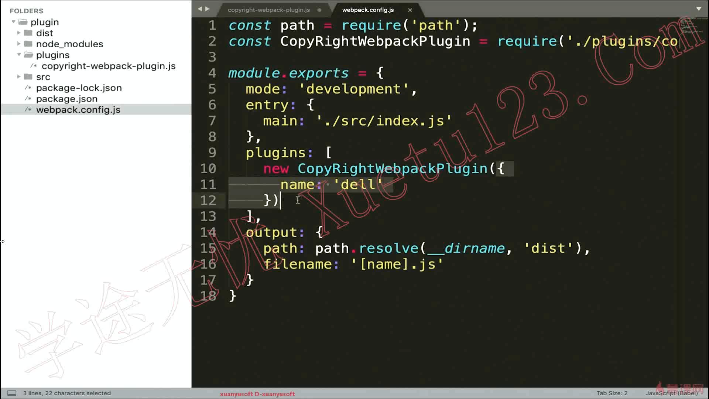 FOLDERS
plugin
dist
node_modules
plugins
copyright-webpack-plugin.js
src
package-lock.json
package.json
webpack.config.js
copyright-webpack-plugin.js
webpack.config.js
1 const path = require('path');
2 const CopyRightWebpackPlugin = require('./plugins/co
3
4 module.exports = {
5 mode: 'development',
6 entry: {
7 main: './src/index.js'
8 },
9 plugins: [
10 new CopyRightWebpackPlugin({
11 name: 'dell'
12 })
13 ],
14 output: {
15 path: path.resolve(__dirname, 'dist'),
16 filename: '[name].js'
17 }
18 }
学途无忧 Xuetu123.Com
3 lines, 22 characters selected
Tab Size: 2
JavaScript (Babel)